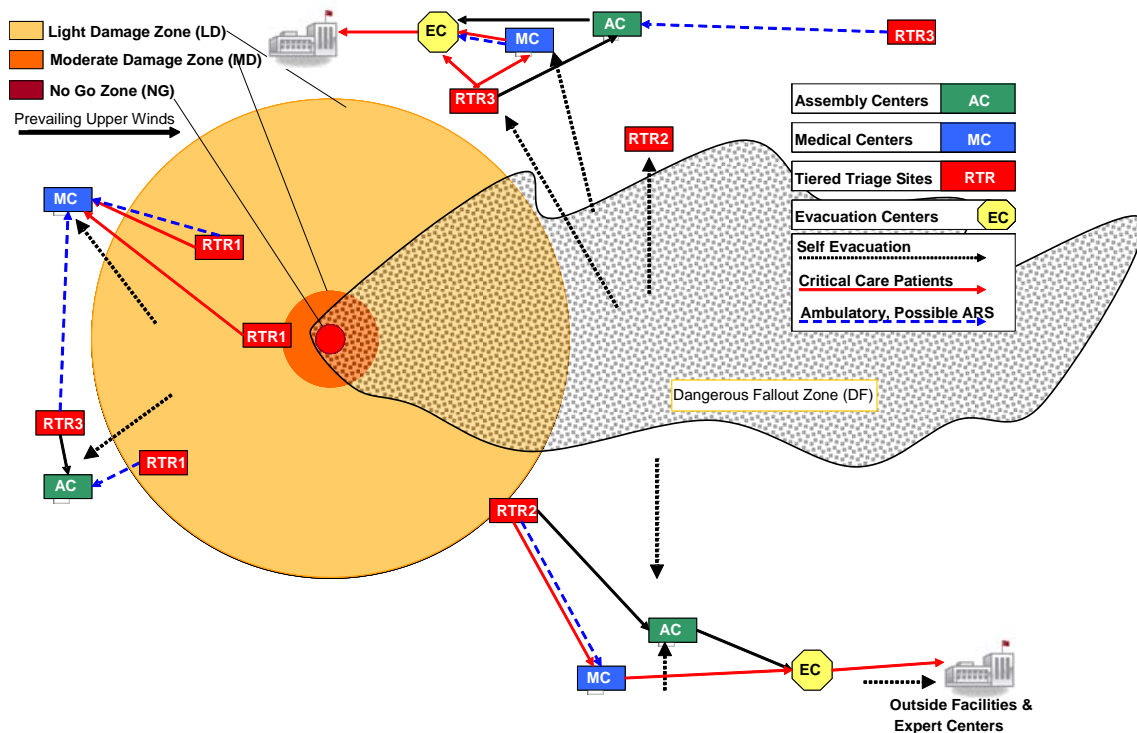 Light Damage Zone (LD)
Moderate Damage Zone (MD)
No Go Zone (NG)
Prevailing Upper Winds
EC
AC
MC
RTR3
RTR3
RTR2
Assembly Centers AC
Medical Centers MC
Tiered Triage Sites RTR
Evacuation Centers EC
Self Evacuation
Critical Care Patients
Ambulatory, Possible ARS
MC
RTR1
RTR1
Dangerous Fallout Zone (DF)
RTR3
RTR1
AC
RTR2
AC
MC
EC
Outside Facilities &
Expert Centers